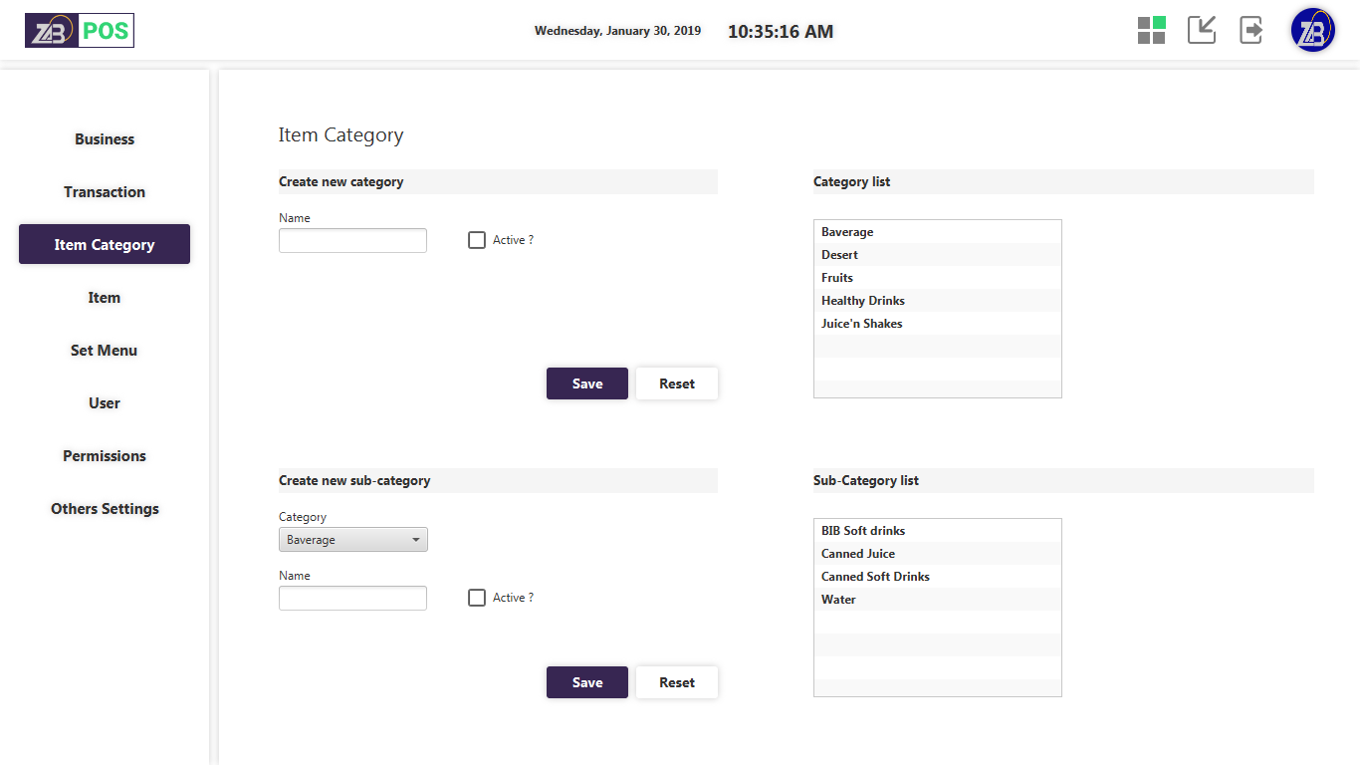 ZB POS
Wednesday, January 30, 2019
10:35:16 AM
ZB
Business
Transaction
Item Category
Item
Set Menu
User
Permissions
Others Settings
Item Category
Create new category
Name
Active ?
Save
Reset
Category list
Baverage
Desert
Fruits
Healthy Drinks
Juice'n Shakes
Create new sub-category
Category
Baverage
Name
Active ?
Save
Reset
Sub-Category list
BIB Soft drinks
Canned Juice
Canned Soft Drinks
Water